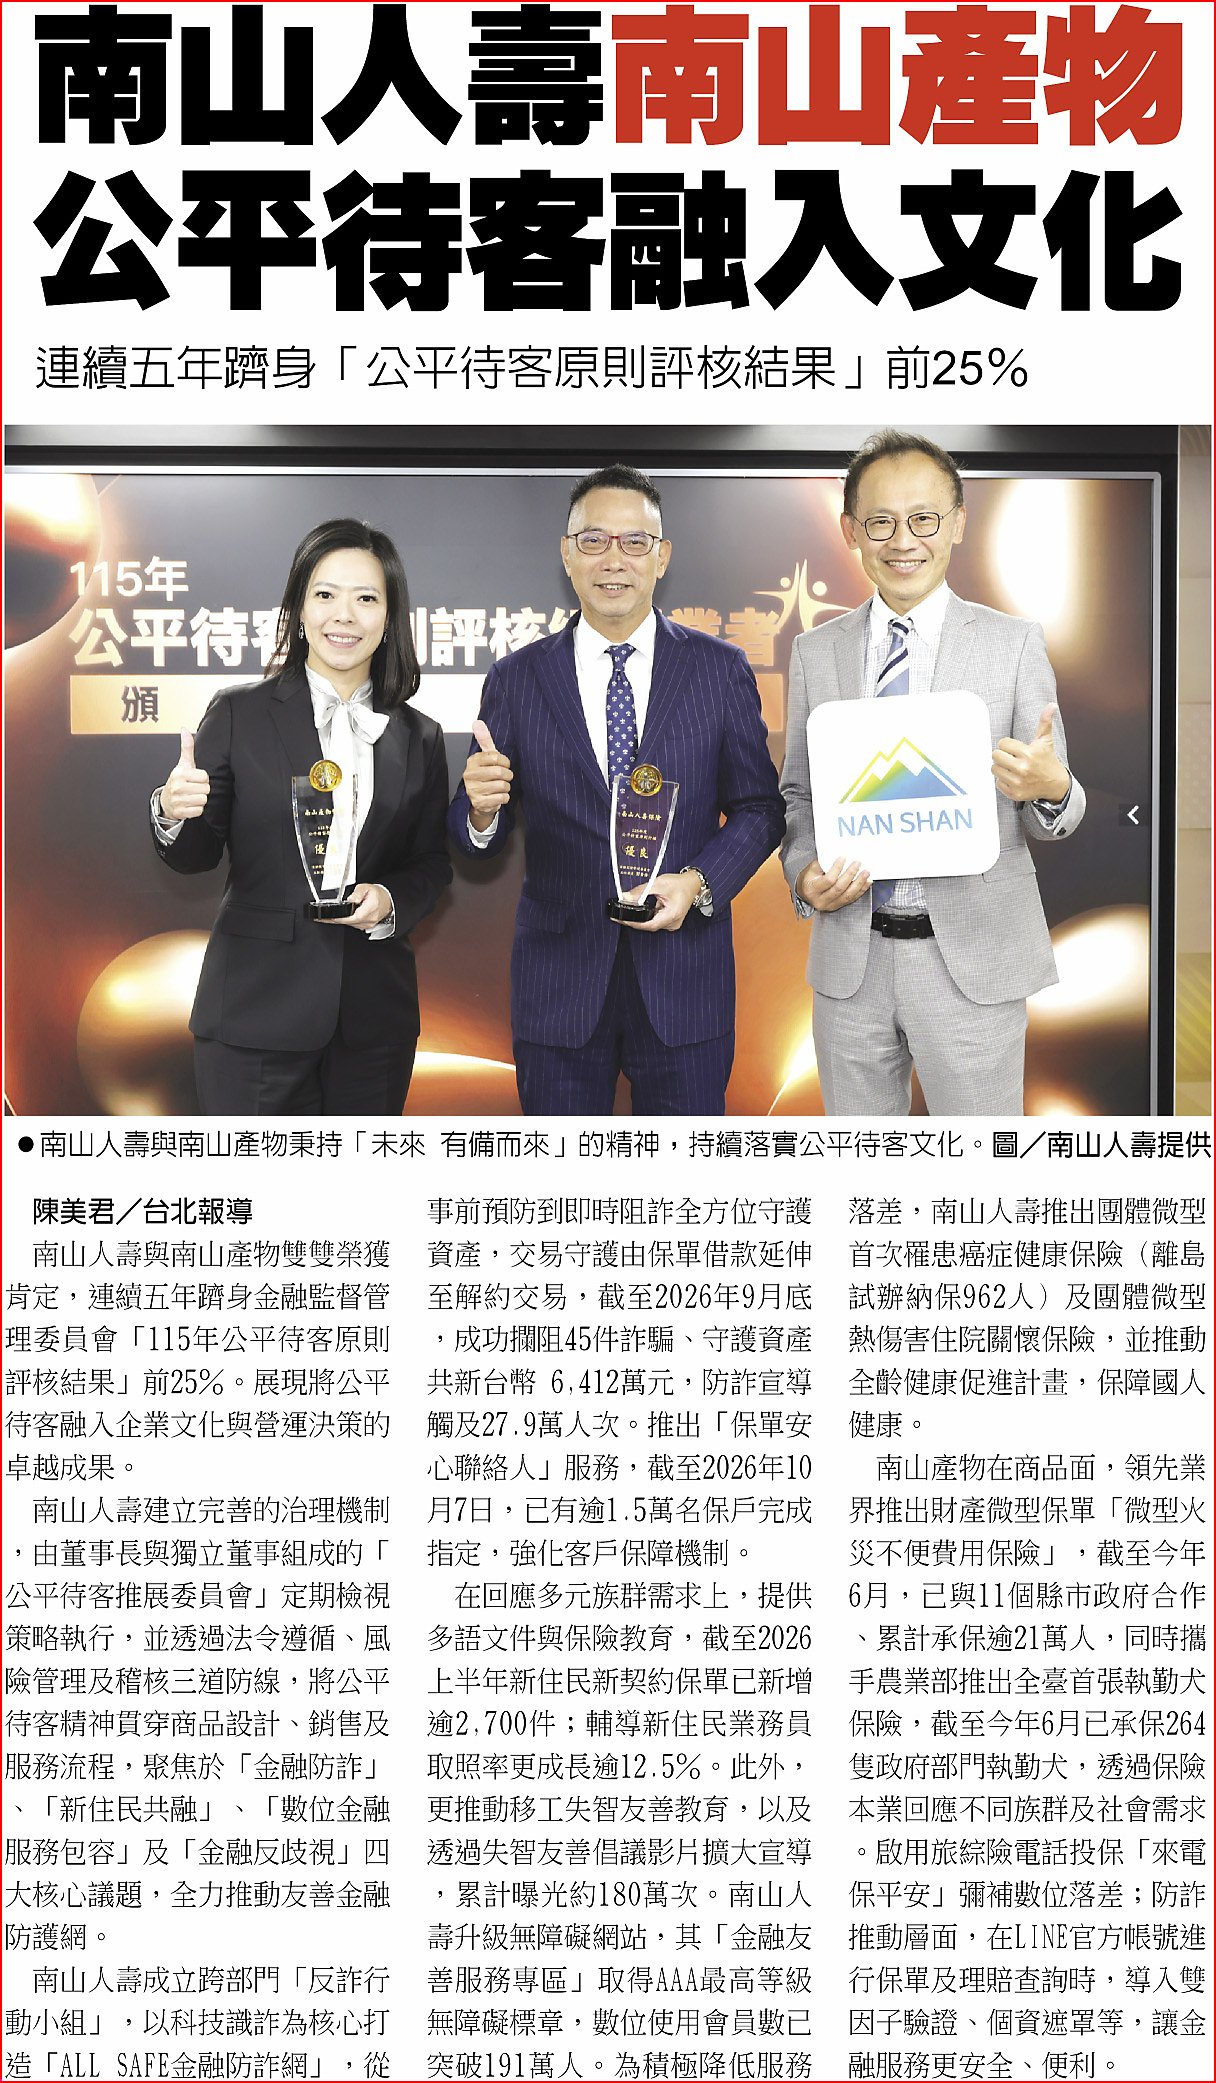 南山人壽南山產物
公平待客融入文化
連續五年躋身「公平待客原則評核結果」前25%
115年
公平待客
則評核
業者
頒
南山產物
115年度
公平待客原則評核
優
南山人壽保險
115年度
公平待客原則評核
優良
NAN SHAN
●南山人壽與南山產物秉持「未來 有備而來」的精神，持續落實公平待客文化。圖／南山人壽提供
陳美君／台北報導
南山人壽與南山產物雙雙榮獲
肯定，連續五年躋身金融監督管
理委員會「115年公平待客原則
評核結果」前25%。展現將公平
待客融入企業文化與營運決策的
卓越成果。
南山人壽建立完善的治理機制
，由董事長與獨立董事組成的「
公平待客推展委員會」定期檢視
策略執行，並透過法令遵循、風
險管理及稽核三道防線，將公平
待客精神貫穿商品設計、銷售及
服務流程，聚焦於「金融防詐」
、「新住民共融」、「數位金融
服務包容」及「金融反歧視」四
大核心議題，全力推動友善金融
防護網。
南山人壽成立跨部門「反詐行
動小組」，以科技識詐為核心打
造「ALL SAFE金融防詐網」，從
事前預防到即時阻詐全方位守護
資產，交易守護由保單借款延伸
至解約交易，截至2026年9月底
，成功攔阻45件詐騙、守護資產
共新台幣 6,412萬元，防詐宣導
觸及27.9萬人次。推出「保單安
心聯絡人」服務，截至2026年10
月7日，已有逾1.5萬名保戶完成
指定，強化客戶保障機制。
在回應多元族群需求上，提供
多語文件與保險教育，截至2026
上半年新住民新契約保單已新增
逾2,700件；輔導新住民業務員
取照率更成長逾12.5%。此外，
更推動移工失智友善教育，以及
透過失智友善倡議影片擴大宣導
，累計曝光約180萬次。南山人
壽升級無障礙網站，其「金融友
善服務專區」取得AAA最高等級
無障礙標章，數位使用會員數已
突破191萬人。為積極降低服務
落差，南山人壽推出團體微型
首次罹患癌症健康保險（離島
試辦納保962人）及團體微型
熱傷害住院關懷保險，並推動
全齡健康促進計畫，保障國人
健康。
南山產物在商品面，領先業
界推出財產微型保單「微型火
災不便費用保險」，截至今年
6月，已與11個縣市政府合作
、累計承保逾21萬人，同時攜
手農業部推出全臺首張執勤犬
保險，截至今年6月已承保264
隻政府部門執勤犬，透過保險
本業回應不同族群及社會需求
。啟用旅綜險電話投保「來電
保平安」彌補數位落差；防詐
推動層面，在LINE官方帳號進
行保單及理賠查詢時，導入雙
因子驗證、個資遮罩等，讓金
融服務更安全、便利。